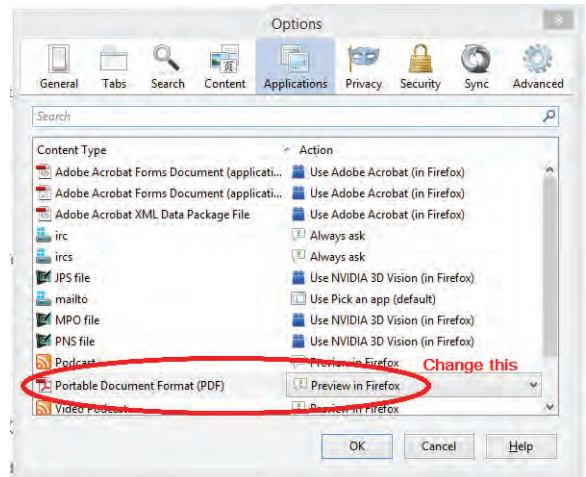 Options
General Tabs Search Content Applications Privacy Security Sync Advanced
Search
Content Type Action
Adobe Acrobat Forms Document (applicati... Use Adobe Acrobat (in Firefox)
Adobe Acrobat Forms Document (applicati... Use Adobe Acrobat (in Firefox)
Adobe Acrobat XML Data Package File Use Adobe Acrobat (in Firefox)
irc Always ask
ircs Always ask
JPS file Use NVIDIA 3D Vision (in Firefox)
mailto Use Pick an app (default)
MPO file Use NVIDIA 3D Vision (in Firefox)
PNS file Use NVIDIA 3D Vision (in Firefox)
Podcast Preview in Firefox Change this
Portable Document Format (PDF) Preview in Firefox
Video Podcast Preview in Firefox
OK Cancel Help